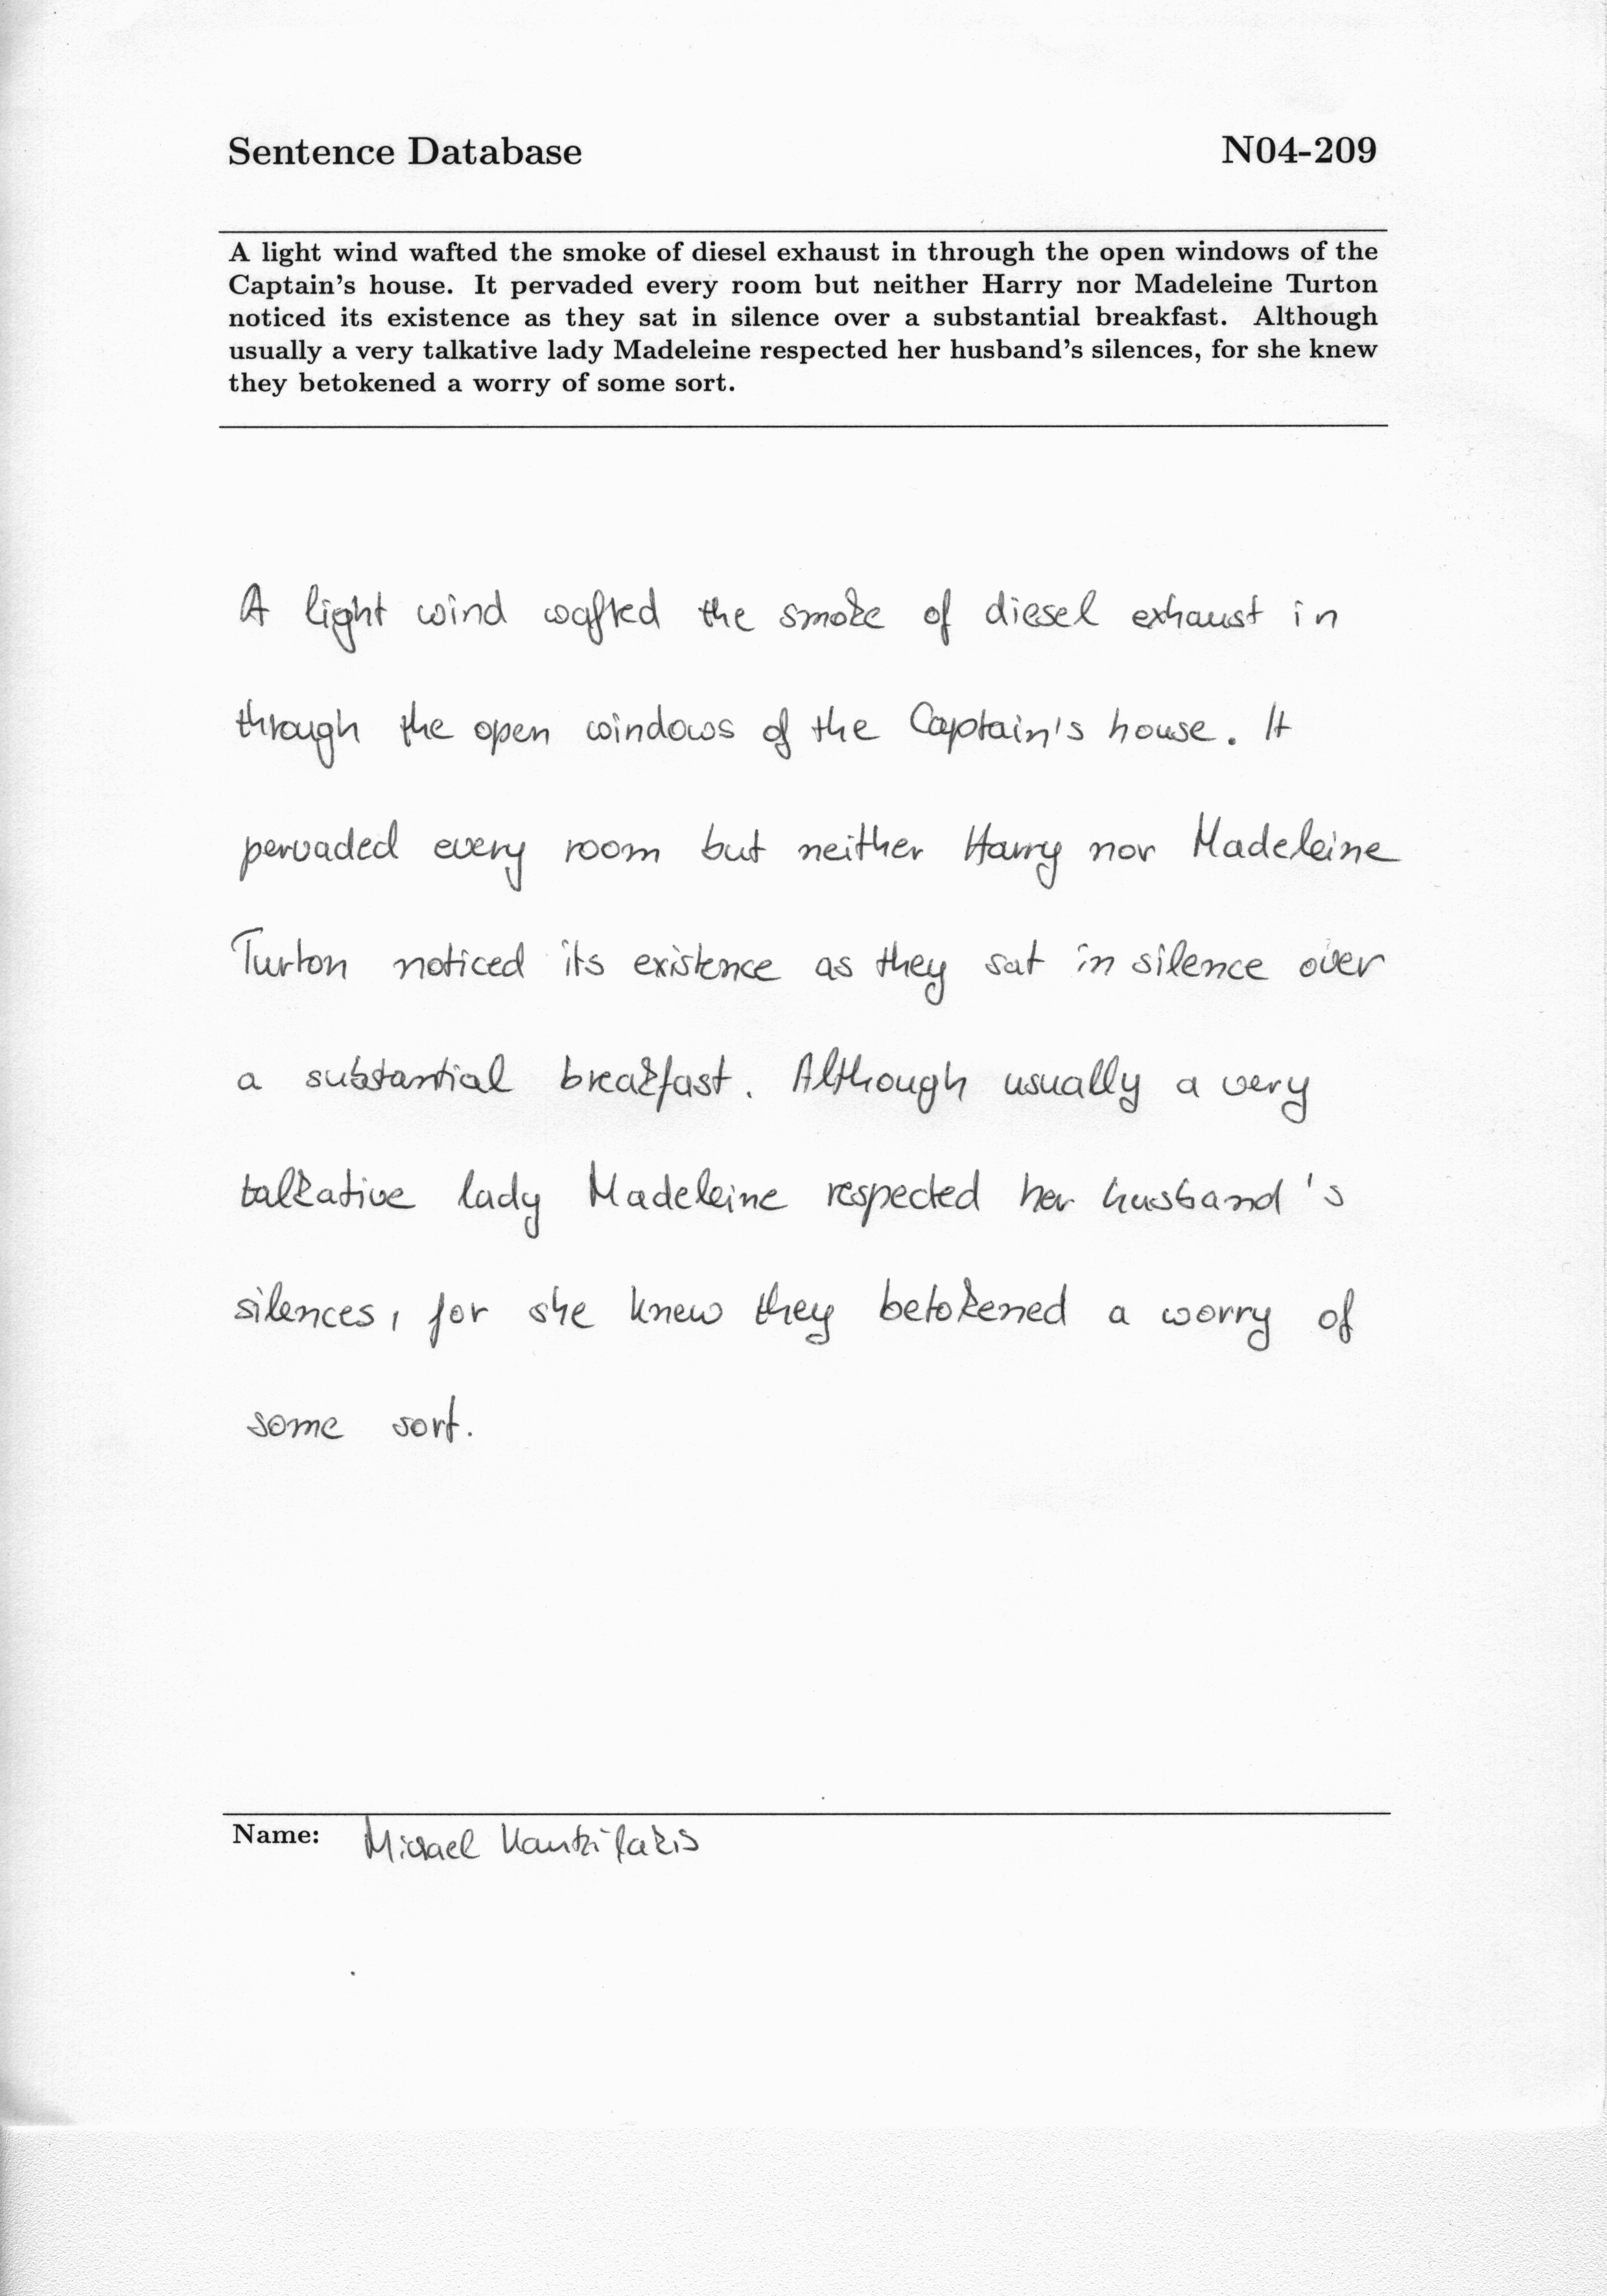 Sentence Database N04-209
A light wind wafted the smoke of diesel exhaust in through the open windows of the
Captain's house. It pervaded every room but neither Harry nor Madeleine Turton
noticed its existence as they sat in silence over a substantial breakfast. Although
usually a very talkative lady Madeleine respected her husband's silences, for she knew
they betokened a worry of some sort.
A light wind wafted the smoke of diesel exhaust in
through the open windows of the Captain's house. It
pervaded every room but neither Harry nor Madeleine
Turton noticed its existence as they sat in silence over
a substantial breakfast. Although usually a very
talkative lady Madeleine respected her husband's
silences, for she knew they betokened a worry of
some sort.
Name: Michael